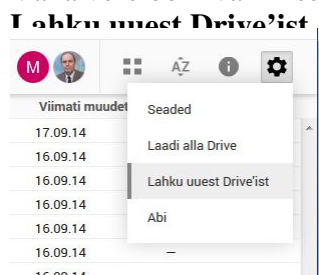 Lahku uuest Drive’ist
M
AZ
Viimati muudet
17.09.14
16.09.14
16.09.14
16.09.14
16.09.14
16.09.14 —
Seaded
Laadi alla Drive
Lahku uuest Drive'ist
Abi